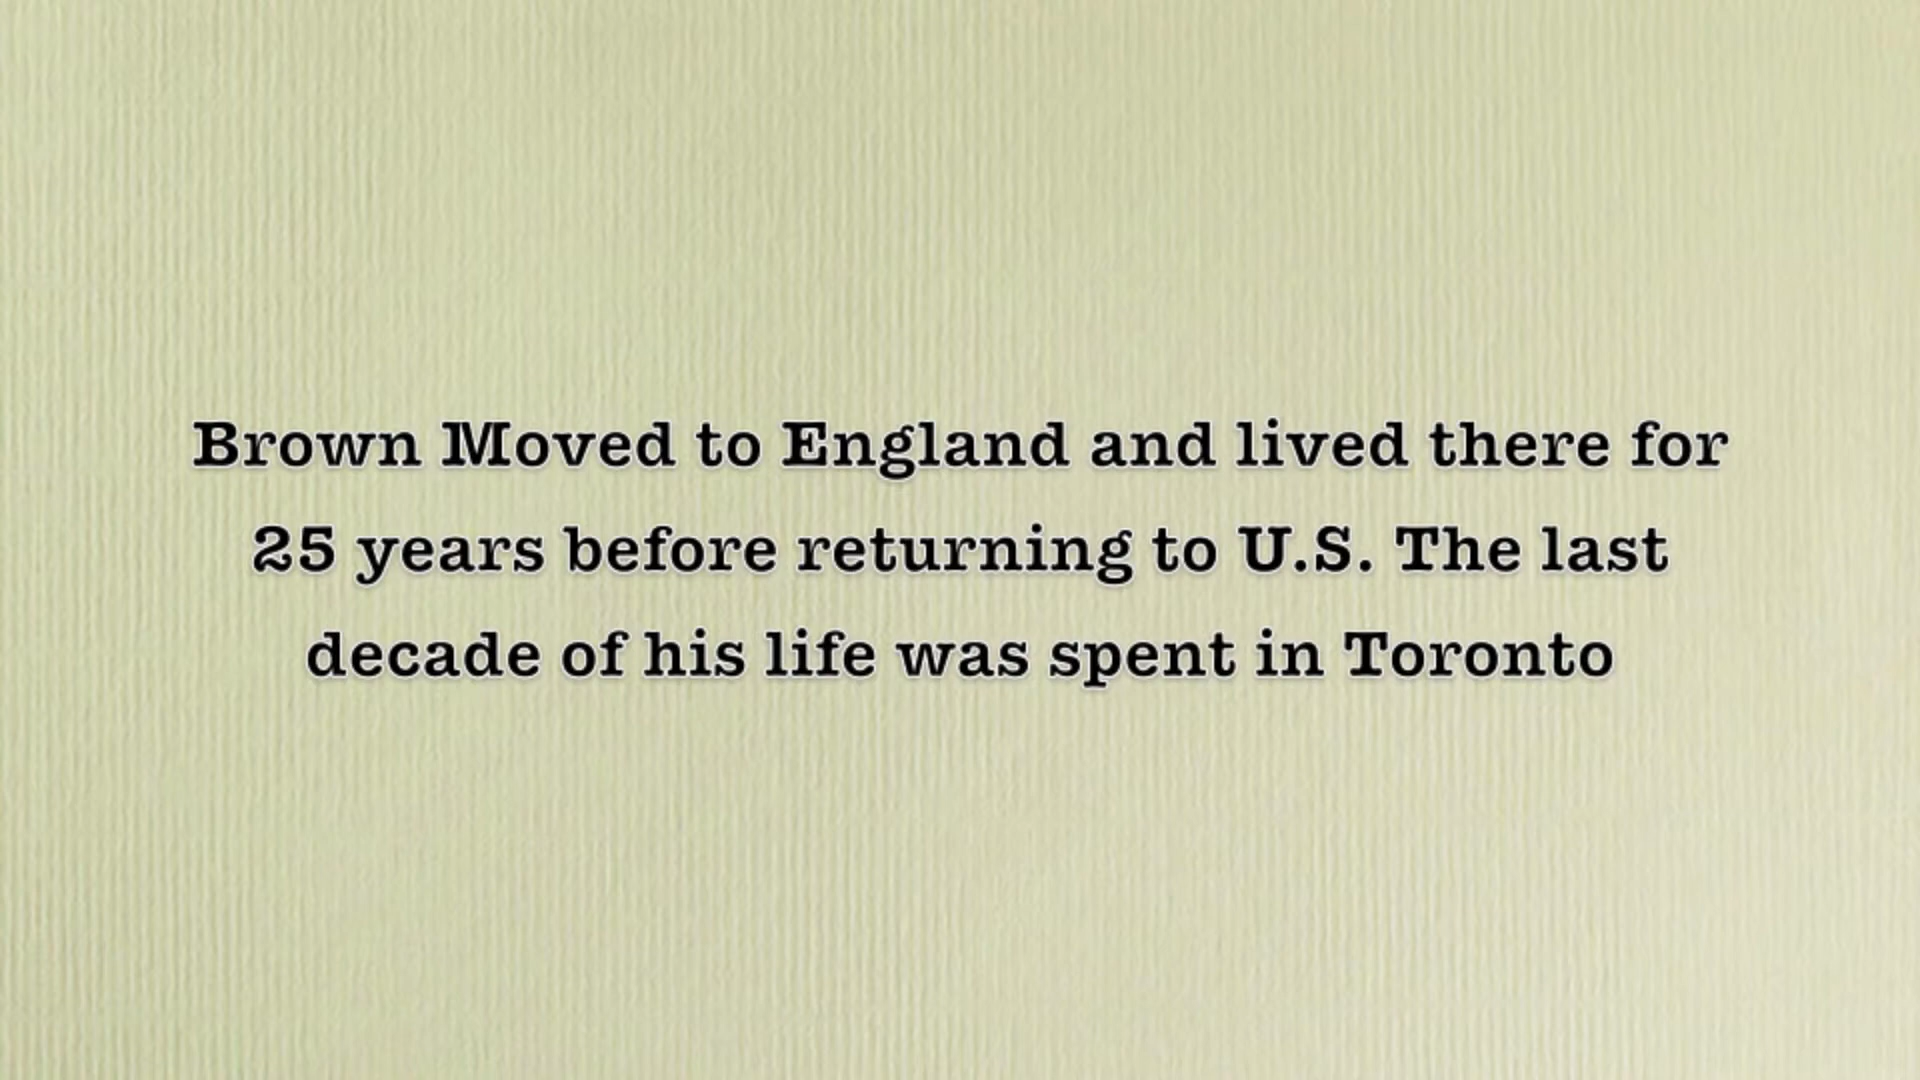 Brown Moved to England and lived there for
25 years before returning to U.S. The last
decade of his life was spent in Toronto